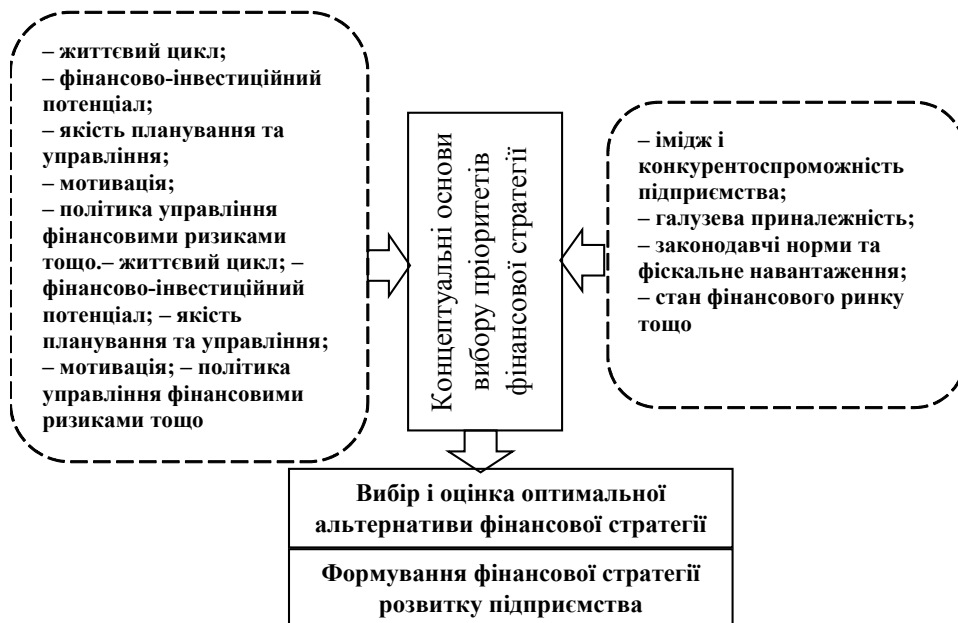 – життєвий цикл;
– фінансово-інвестиційний
потенціал;
– якість планування та
управління;
– мотивація;
– політика управління
фінансовими ризиками
тощо.– життєвий цикл; –
фінансово-інвестиційний
потенціал; – якість
планування та управління;
– мотивація; – політика
управління фінансовими
ризиками тощо
Концептуальні основи
вибору пріоритетів
фінансової стратегії
– імідж і
конкурентоспроможність
підприємства;
– галузева приналежність;
– законодавчі норми та
фіскальне навантаження;
– стан фінансового ринку
тощо
Вибір і оцінка оптимальної
альтернативи фінансової стратегії
Формування фінансової стратегії
розвитку підприємства